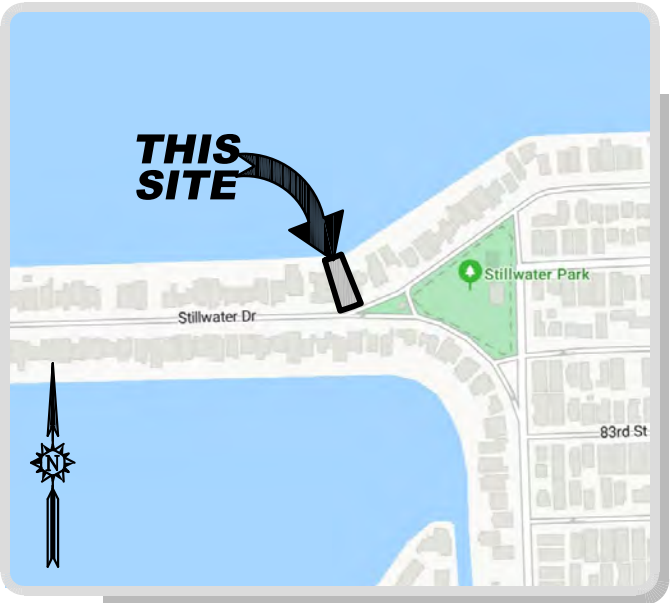 THIS
SITE
Stillwater Park
Stillwater Dr
83rd St
N